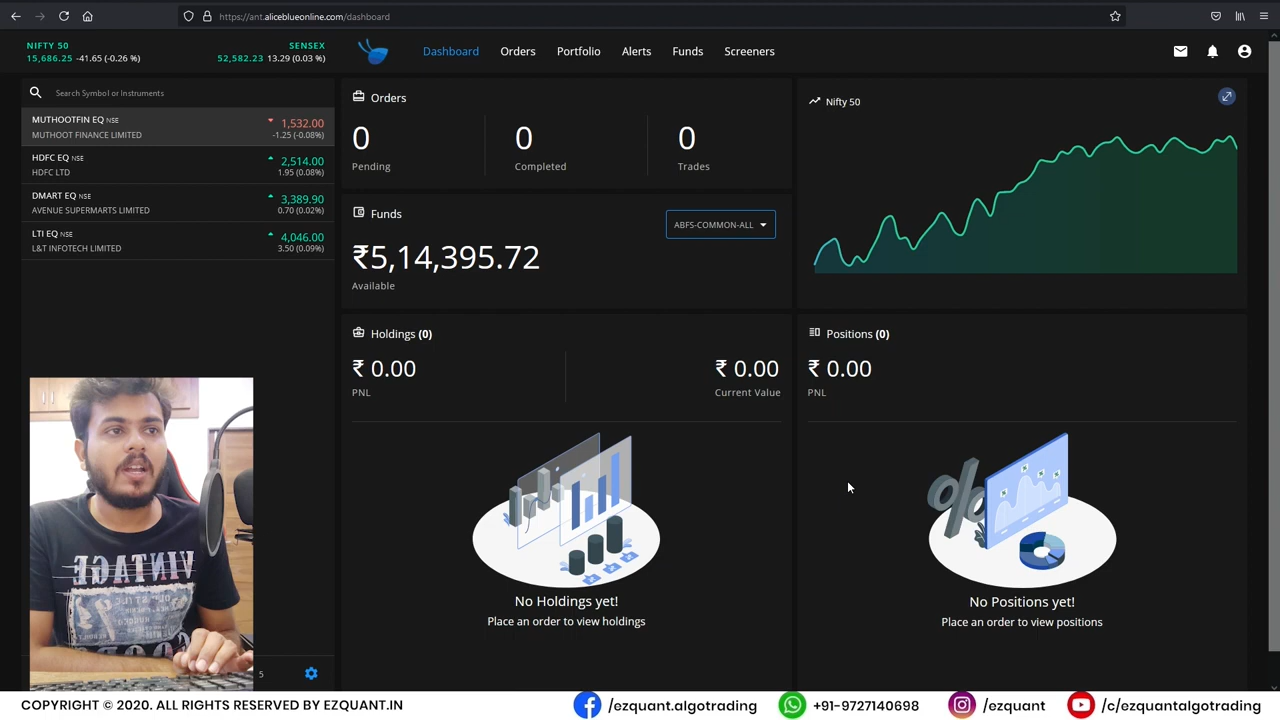 https://ant.aliceblueonline.com/dashboard
NIFTY 50
15,686.25 -41.65 (-0.26 %)
SENSEX
52,582.23 13.29 (0.03 %)
Dashboard
Orders
Portfolio
Alerts
Funds
Screeners
Search Symbol or Instruments
MUTHOOTFIN EQ NSE
1,532.00
MUTHOOT FINANCE LIMITED
-1.25 (-0.08%)
HDFC EQ NSE
2,514.00
HDFC LTD
1.95 (0.08%)
DMART EQ NSE
3,389.90
AVENUE SUPERMARTS LIMITED
0.70 (0.02%)
LTI EQ NSE
4,046.00
L&T INFOTECH LIMITED
3.50 (0.09%)
5
Orders
0
Pending
0
Completed
0
Trades
Funds
ABFS-COMMON-ALL
₹5,14,395.72
Available
Nifty 50
Holdings (0)
₹ 0.00
PNL
₹ 0.00
Current Value
No Holdings yet!
Place an order to view holdings
Positions (0)
₹ 0.00
PNL
%
No Positions yet!
Place an order to view positions
VINTAGE
COPYRIGHT © 2020. ALL RIGHTS RESERVED BY EZQUANT.IN
/ezquant.algotrading
+91-9727140698
/ezquant
/c/ezquantalgotrading